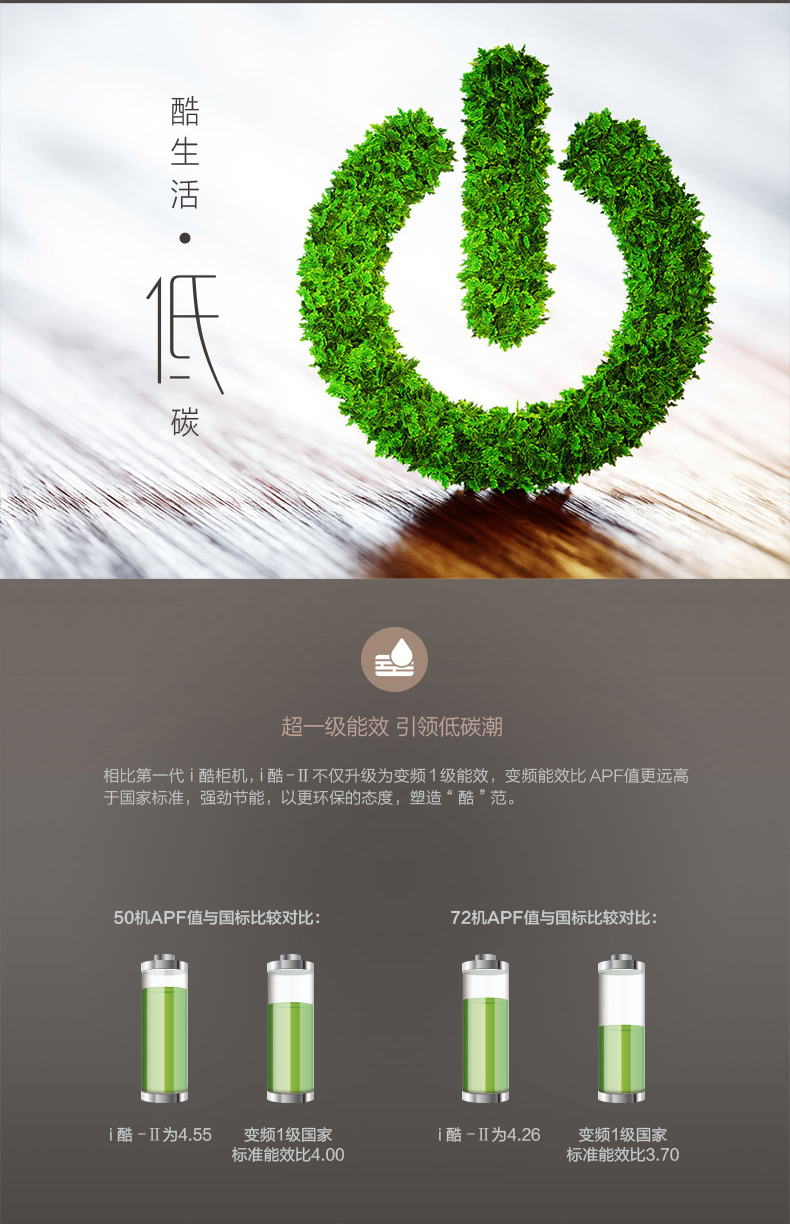 酷生活·低碳
超一级能效 引领低碳潮
相比第一代 i 酷柜机, i 酷-II 不仅升级为变频1级能效，变频能效比 APF值更远高
于国家标准，强劲节能，以更环保的态度，塑造“酷”范。
50机APF值与国标比较对比：
72机APF值与国标比较对比：
i 酷 -II 为4.55
变频1级国家
标准能效比4.00
i 酷 -II 为4.26
变频1级国家
标准能效比3.70